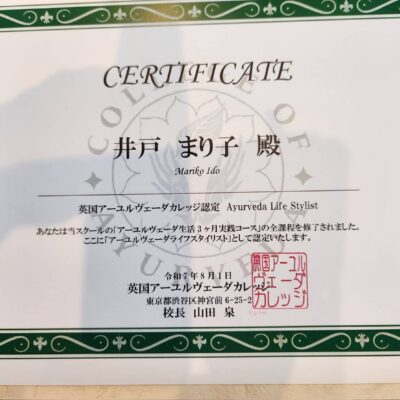 CERTIFICATE
COLLEGE OF
AYURVEDA
井戸 まり子 殿
Mariko Ido
英国アーユルヴェーダカレッジ認定 Ayurveda Life Stylist
あなたは当スクールの「アーユルヴェーダ生活3ヶ月実践コース」の全課程を修了されました。
ここに「アーユルヴェーダライフスタイリスト」として認定いたします。
令和7年8月1日
英国アーユルヴェーダカレッジ
東京都渋谷区神宮前 6-25-2
校長 山田 泉
英国アーユル
ヴェーダ
カレッジ